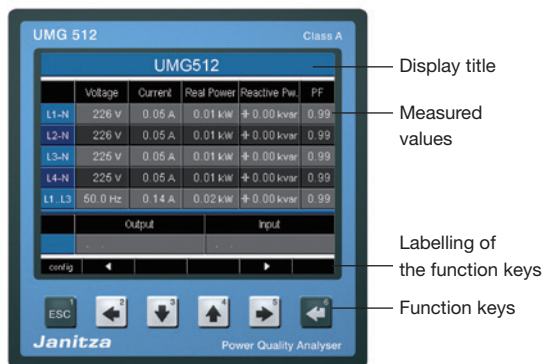 UMG 512 Class A
UMG512
Voltage Current Real Power Reactive Pw. PF
L1-N 226 V 0.05 A 0.01 kW ⫩ 0.00 kvar 0.99
L2-N 226 V 0.05 A 0.01 kW ⫩ 0.00 kvar 0.99
L3-N 225 V 0.05 A 0.01 kW ⫩ 0.00 kvar 0.99
L4-N 225 V 0.05 A 0.01 kW ⫩ 0.00 kvar 0.99
L1..L3 50.0 Hz 0.14 A 0.02 kW ⫩ 0.00 kvar 0.99
Output Input
. . . .
config ◄ ►
ESC 1 2 3 4 5 6
Janitza Power Quality Analyser
Display title
Measured
values
Labelling of
the function keys
Function keys